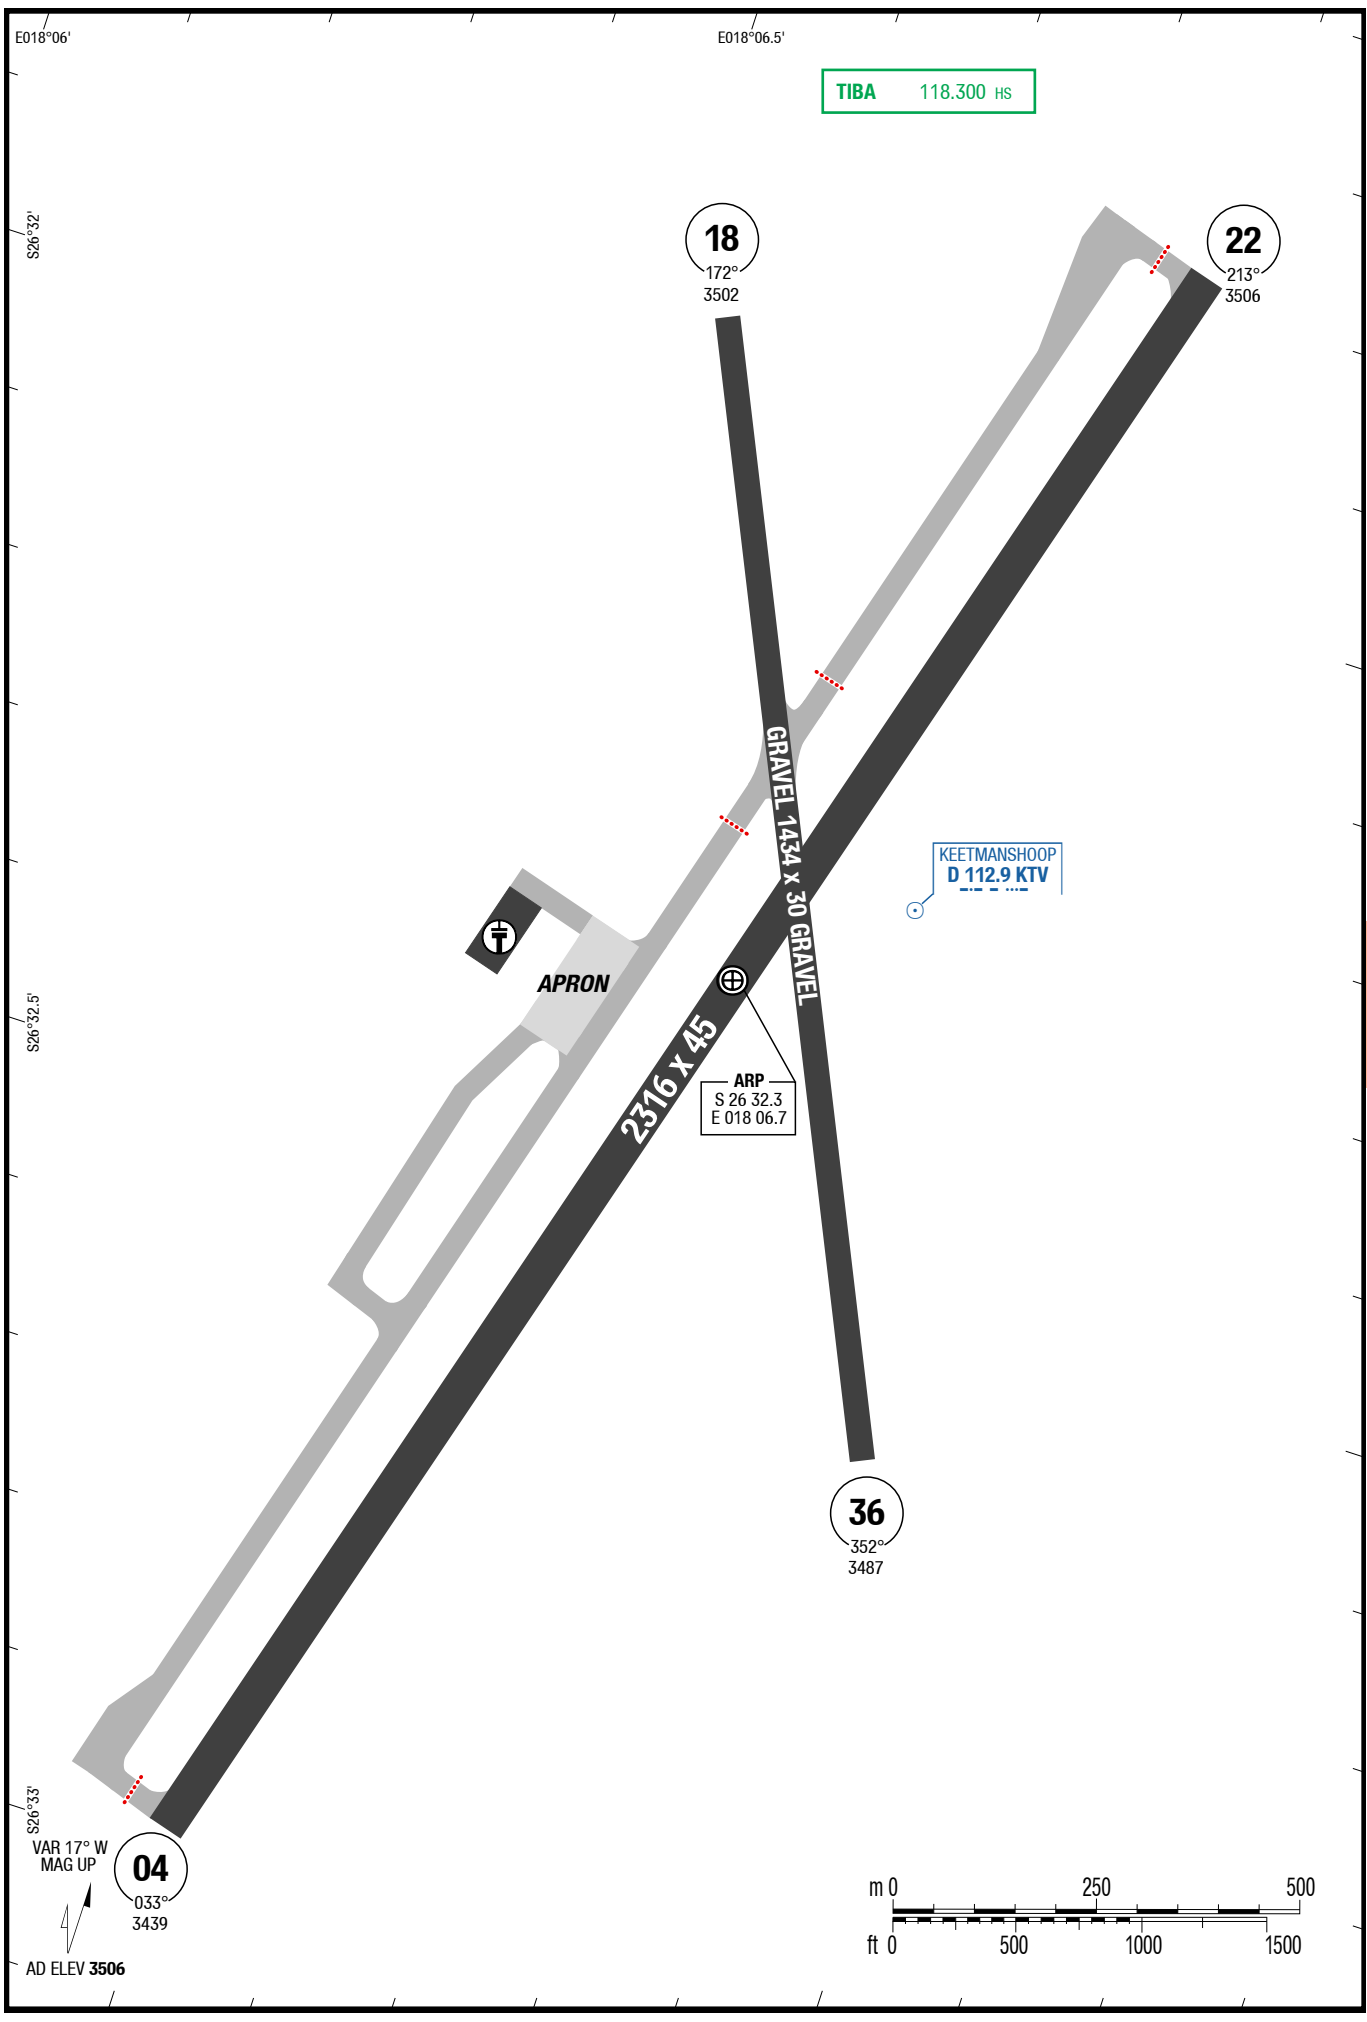 E018°06'
E018°06.5'
TIBA 118.300 HS
S26°32'
18
172°
3502
22
213°
3506
GRAVEL 1434 x 30 GRAVEL
KEETMANSHOOP
D 112.9 KTV
APRON
S26°32.5'
2316 x 45
ARP
S 26 32.3
E 018 06.7
36
352°
3487
S26°33'
VAR 17° W
MAG UP
04
033°
3439
AD ELEV 3506
m 0 250 500
ft 0 500 1000 1500